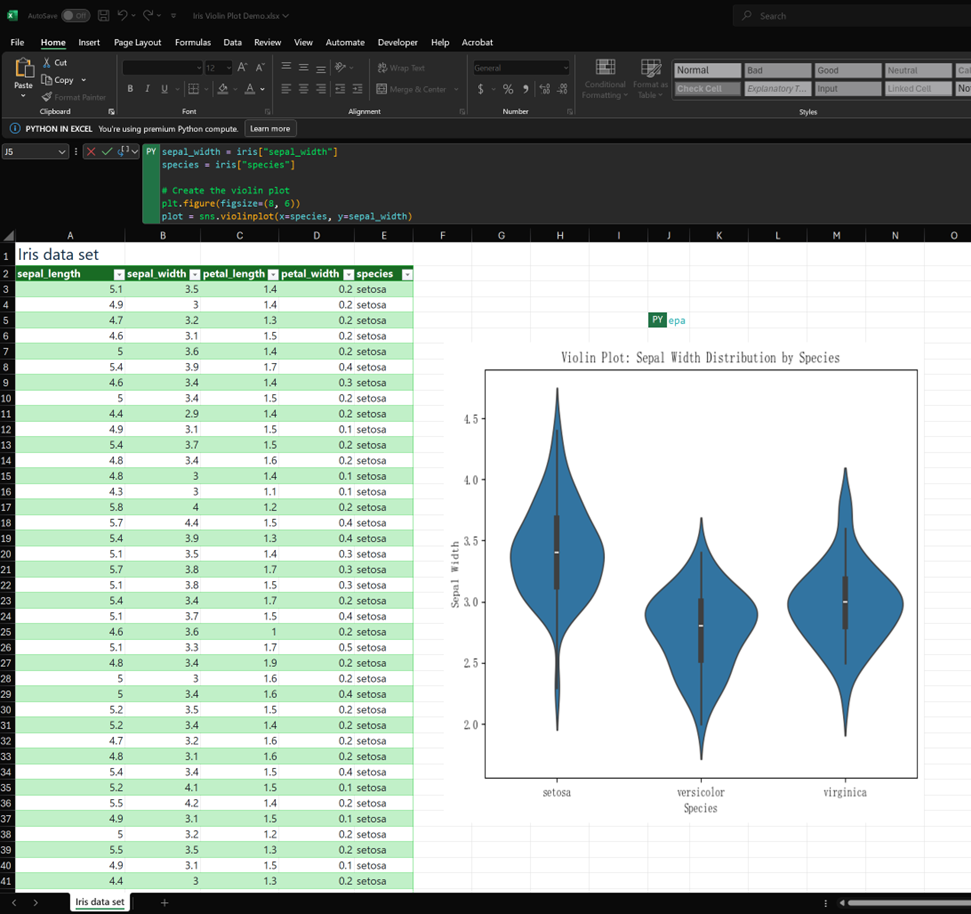 AutoSave Off Iris Violin Plot Demo.xlsx Search
File Home Insert Page Layout Formulas Data Review View Automate Developer Help Acrobat
Paste Cut
Copy
Format Painter
12 A A
B I U A
Wrap Text
Merge & Center
General
$ % ,
Conditional Formatting
Format as Table
Normal Bad Good Neutral
Check Cell Explanatory T... Input Linked Cell
Clipboard Font Alignment Number Styles
PYTHON IN EXCEL You're using premium Python compute. Learn more
J5 PY sepal_width = iris["sepal_width"]
species = iris["species"]
# Create the violin plot
plt.figure(figsize=(8, 6))
plot = sns.violinplot(x=species, y=sepal_width)
A B C D E F G H I J K L M N O
1 Iris data set
2 sepal_length sepal_width petal_length petal_width species
3 5.1 3.5 1.4 0.2 setosa
4 4.9 3 1.4 0.2 setosa
5 4.7 3.2 1.3 0.2 setosa
6 4.6 3.1 1.5 0.2 setosa
7 5 3.6 1.4 0.2 setosa
8 5.4 3.9 1.7 0.4 setosa
9 4.6 3.4 1.4 0.3 setosa
10 5 3.4 1.5 0.2 setosa
11 4.4 2.9 1.4 0.2 setosa
12 4.9 3.1 1.5 0.1 setosa
13 5.4 3.7 1.5 0.2 setosa
14 4.8 3.4 1.6 0.2 setosa
15 4.8 3 1.4 0.1 setosa
16 4.3 3 1.1 0.1 setosa
17 5.8 4 1.2 0.2 setosa
18 5.7 4.4 1.5 0.4 setosa
19 5.4 3.9 1.3 0.4 setosa
20 5.1 3.5 1.4 0.3 setosa
21 5.7 3.8 1.7 0.3 setosa
22 5.1 3.8 1.5 0.3 setosa
23 5.4 3.4 1.7 0.2 setosa
24 5.1 3.7 1.5 0.4 setosa
25 4.6 3.6 1 0.2 setosa
26 5.1 3.3 1.7 0.5 setosa
27 4.8 3.4 1.9 0.2 setosa
28 5 3 1.6 0.2 setosa
29 5 3.4 1.6 0.4 setosa
30 5.2 3.5 1.5 0.2 setosa
31 5.2 3.4 1.4 0.2 setosa
32 4.7 3.2 1.6 0.2 setosa
33 4.8 3.1 1.6 0.2 setosa
34 5.4 3.4 1.5 0.4 setosa
35 5.2 4.1 1.5 0.1 setosa
36 5.5 4.2 1.4 0.2 setosa
37 4.9 3.1 1.5 0.1 setosa
38 5 3.2 1.2 0.2 setosa
39 5.5 3.5 1.3 0.2 setosa
40 4.9 3.1 1.5 0.1 setosa
41 4.4 3 1.3 0.2 setosa
PY epa
Violin Plot: Sepal Width Distribution by Species
Sepal Width
4.5
4.0
3.5
3.0
2.5
2.0
setosa versicolor virginica
Species
Iris data set